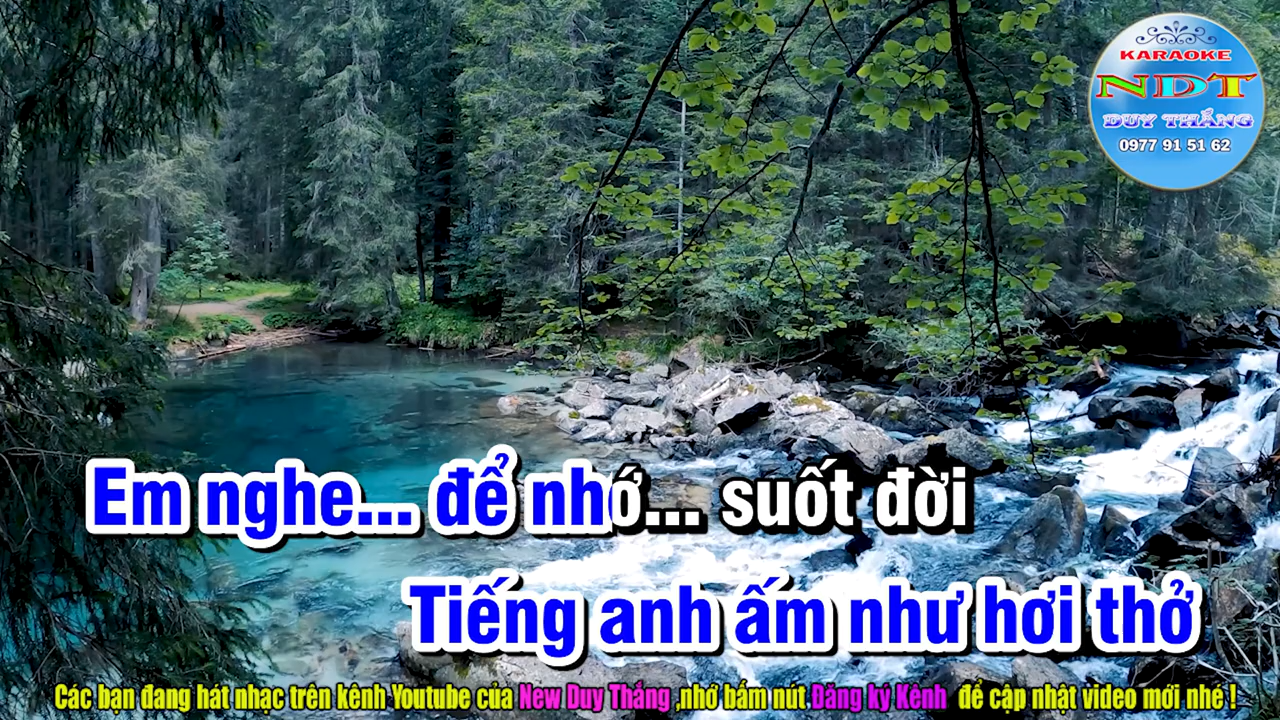 KARAOKE
NDT
DUY THẮNG
0977 91 51 62
Em nghe... để nhớ... suốt đời
Tiếng anh ấm như hơi thở
Các bạn đang hát nhạc trên kênh Youtube của New Duy Thắng ,nhớ bấm nút Đăng ký Kênh để cập nhật video mới nhé !